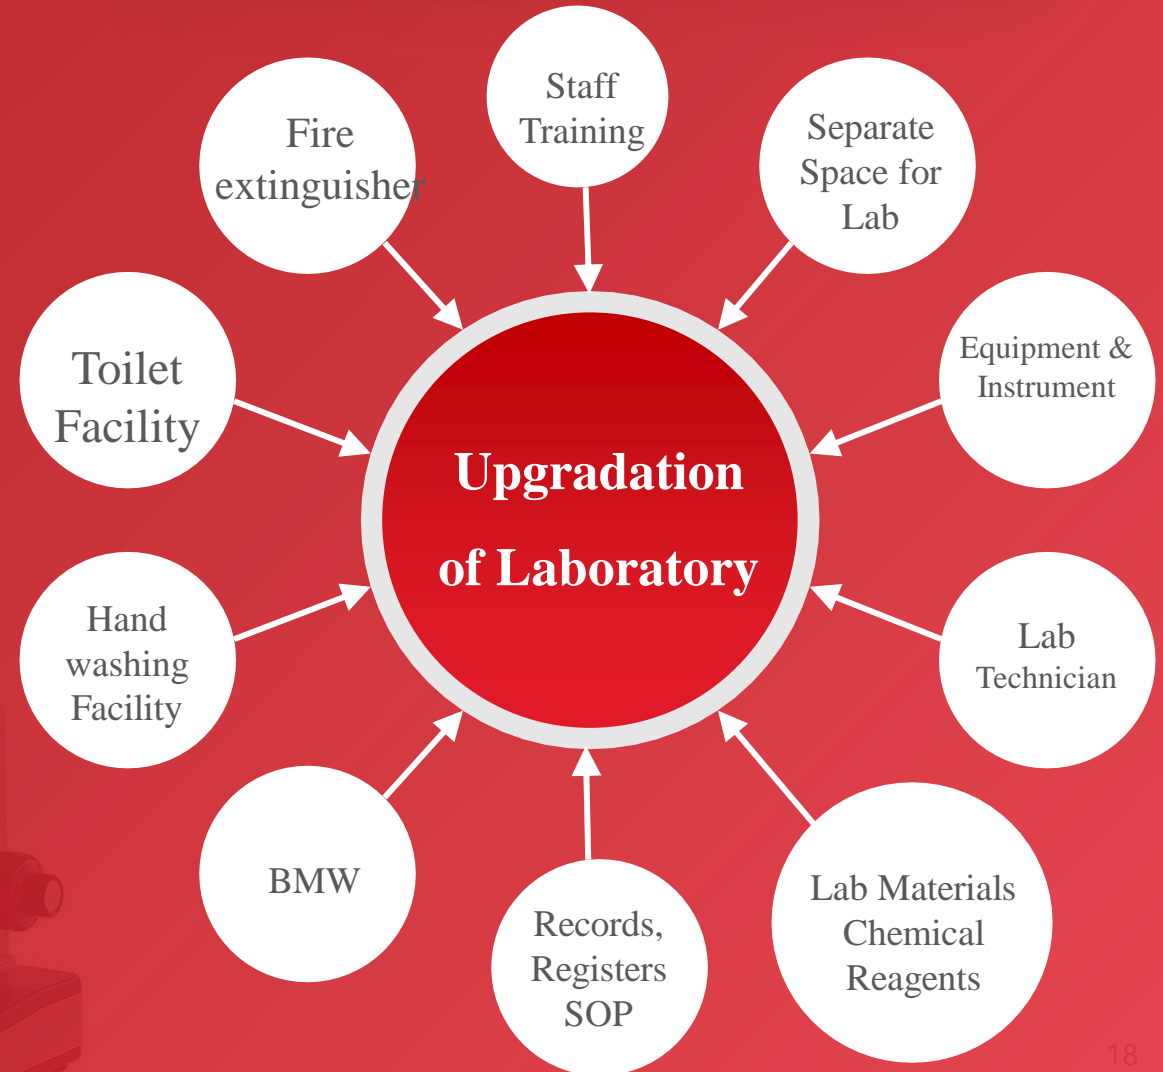 Staff
Training
Separate
Space for
Lab
Equipment &
Instrument
Lab
Technician
Lab Materials
Chemical
Reagents
Records,
Registers
SOP
BMW
Hand
washing
Facility
Toilet
Facility
Fire
extinguisher
Upgradation
of Laboratory
18